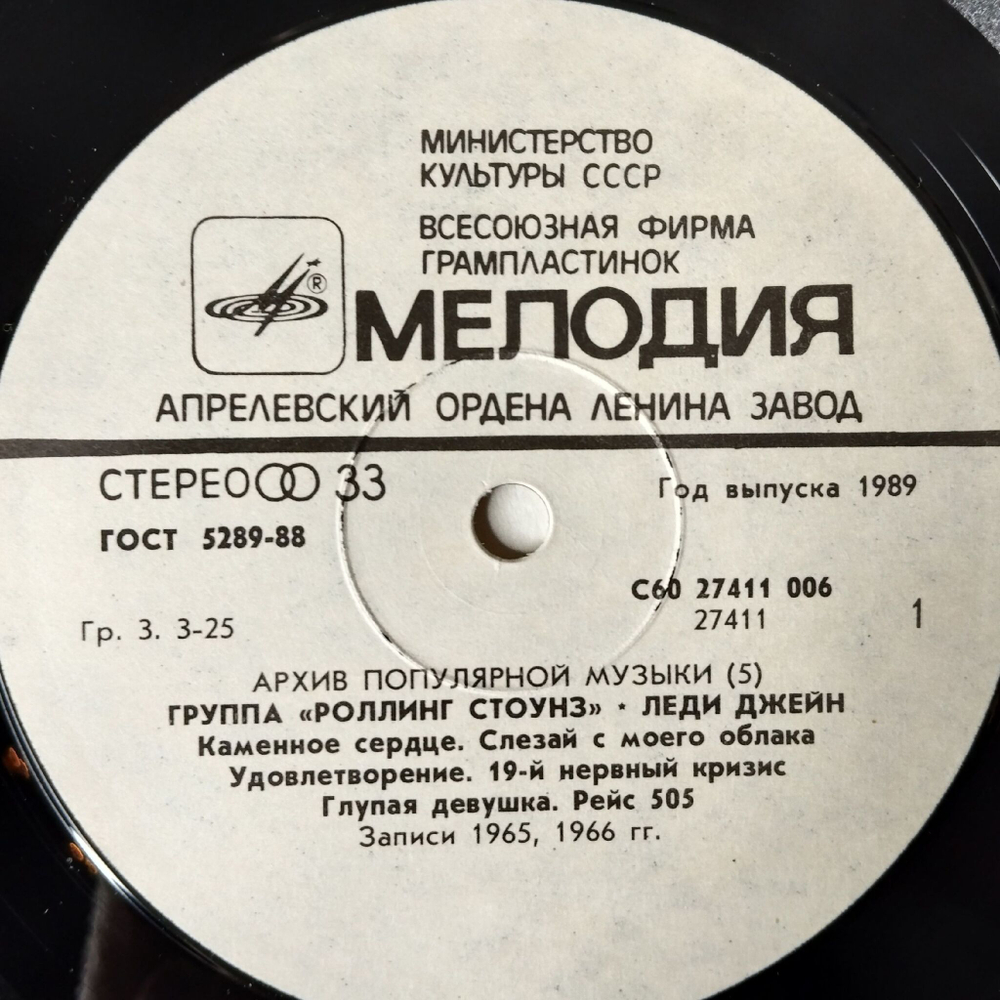 МИНИСТЕРСТВО
КУЛЬТУРЫ СССР
ВСЕСОЮЗНАЯ ФИРМА
ГРАМПЛАСТИНОК
®
МЕЛОДИЯ
АПРЕЛЕВСКИЙ ОРДЕНА ЛЕНИНА ЗАВОД
СТЕРЕО 33
Год выпуска 1989
ГОСТ 5289-88
С60 27411 006
27411
1
Гр. 3. 3-25
АРХИВ ПОПУЛЯРНОЙ МУЗЫКИ (5)
ГРУППА «РОЛЛИНГ СТОУНЗ» · ЛЕДИ ДЖЕЙН
Каменное сердце. Слезай с моего облака
Удовлетворение. 19-й нервный кризис
Глупая девушка. Рейс 505
Записи 1965, 1966 гг.